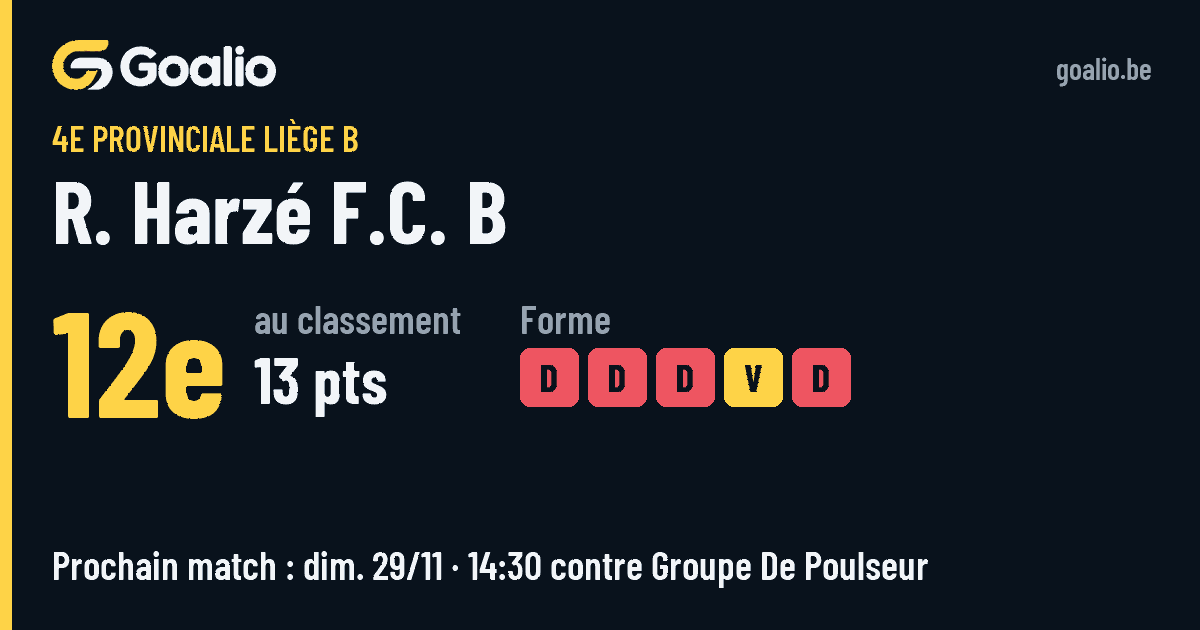 Goalio
goalio.be
4E PROVINCIALE LIÈGE B
R. Harzé F.C. B
12e
au classement
13 pts
Forme
D D D V D
Prochain match : dim. 29/11 · 14:30 contre Groupe De Poulseur